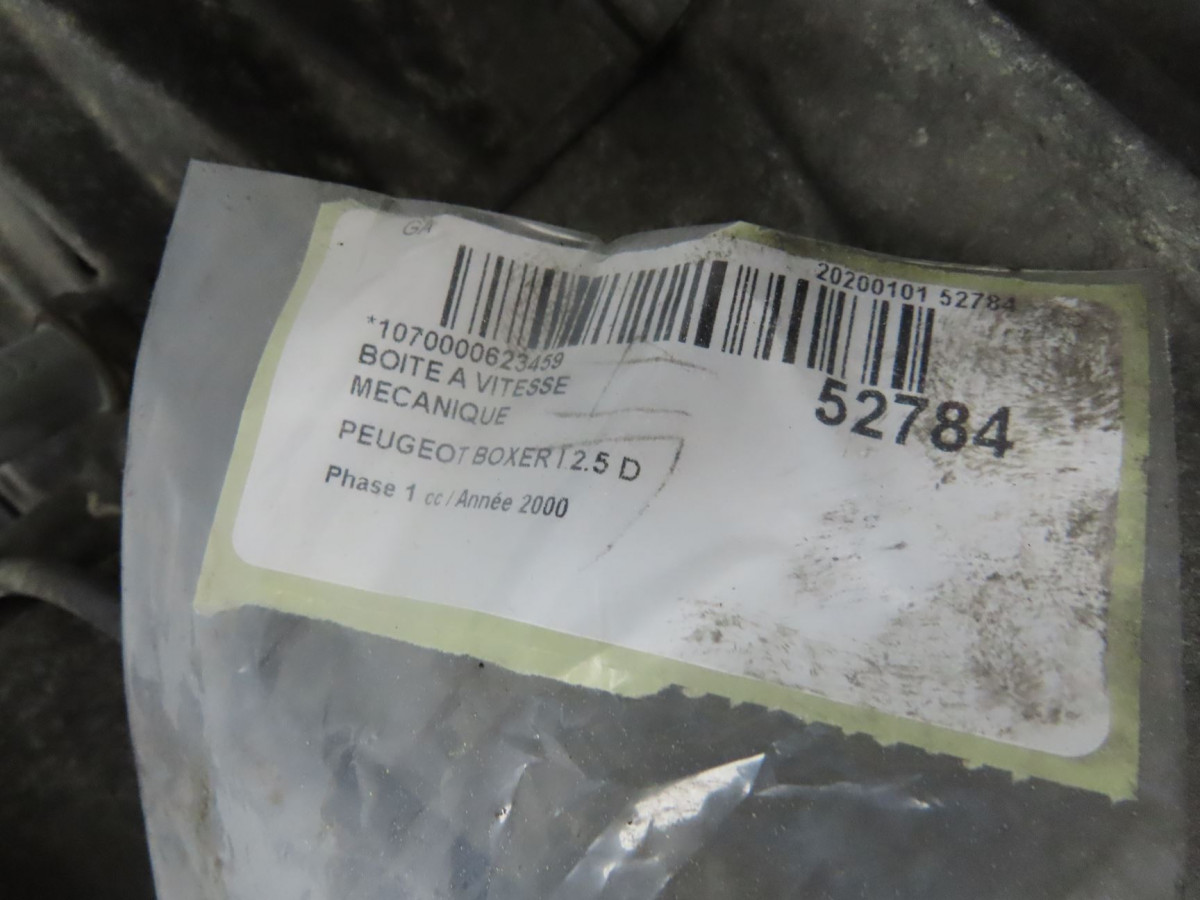 GA
20200101 52784
*1070000623459
52784
BOITE A VITESSE
MECANIQUE
PEUGEOT BOXER I 2.5 D
Phase 1 cc / Année 2000